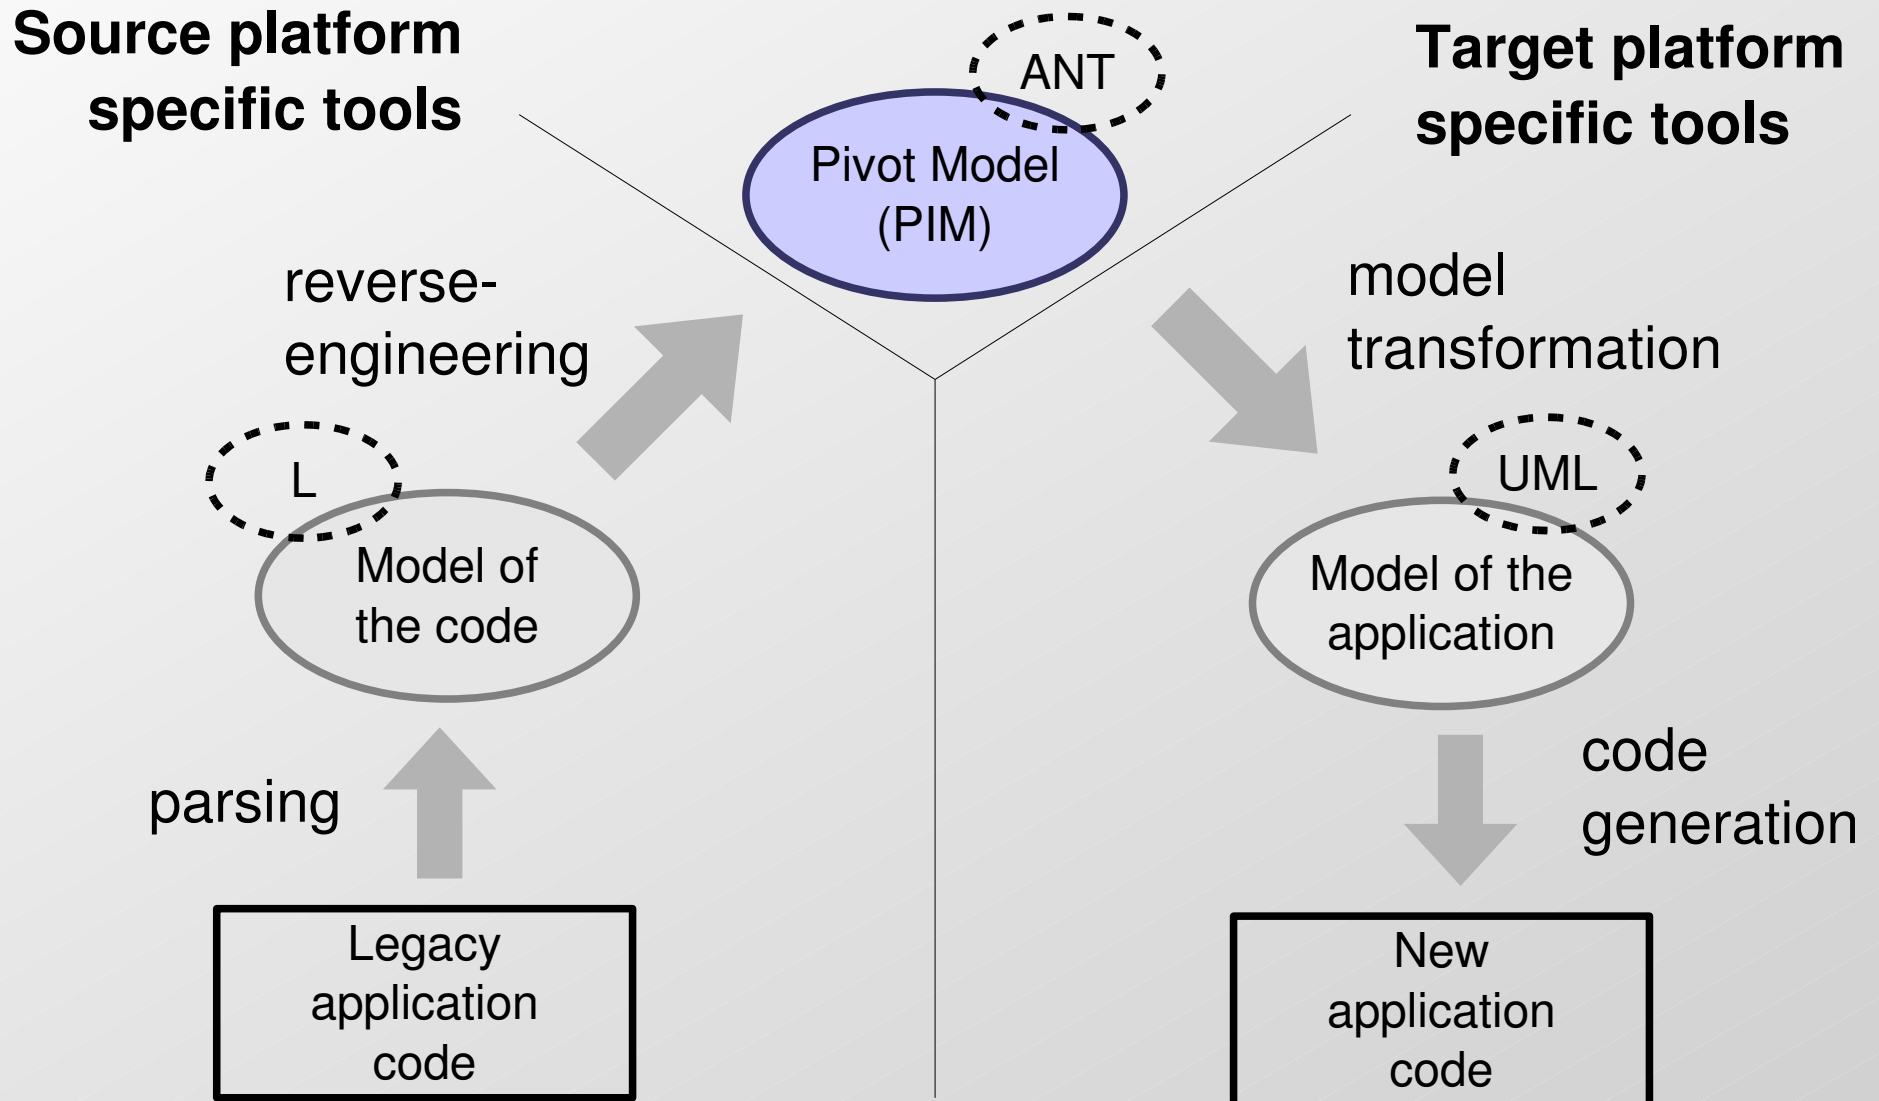 Source platform
specific tools
ANT
Target platform
specific tools
Pivot Model
(PIM)
reverse-
engineering
model
transformation
L
UML
Model of
the code
Model of the
application
parsing
code
generation
Legacy
application
code
New
application
code